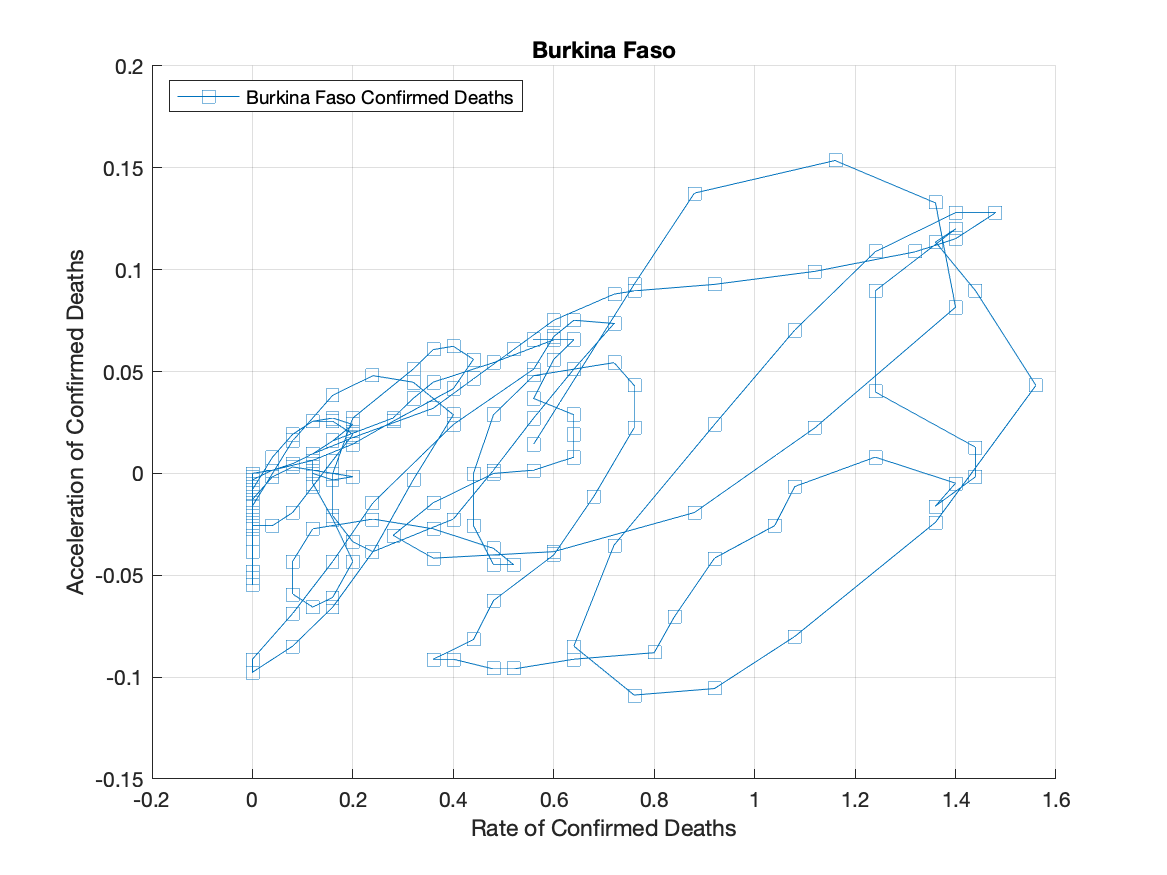 Burkina Faso
Burkina Faso Confirmed Deaths
0.2
0.15
0.1
0.05
0
-0.05
-0.1
-0.15
Acceleration of Confirmed Deaths
-0.2 0 0.2 0.4 0.6 0.8 1 1.2 1.4 1.6
Rate of Confirmed Deaths